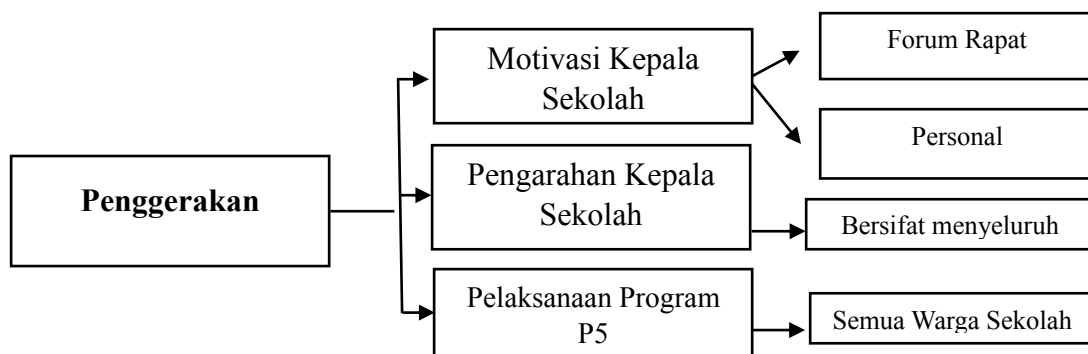 Penggerakan
Motivasi Kepala
Sekolah
Forum Rapat
Personal
Pengarahan Kepala
Sekolah
Bersifat menyeluruh
Pelaksanaan Program
P5
Semua Warga Sekolah